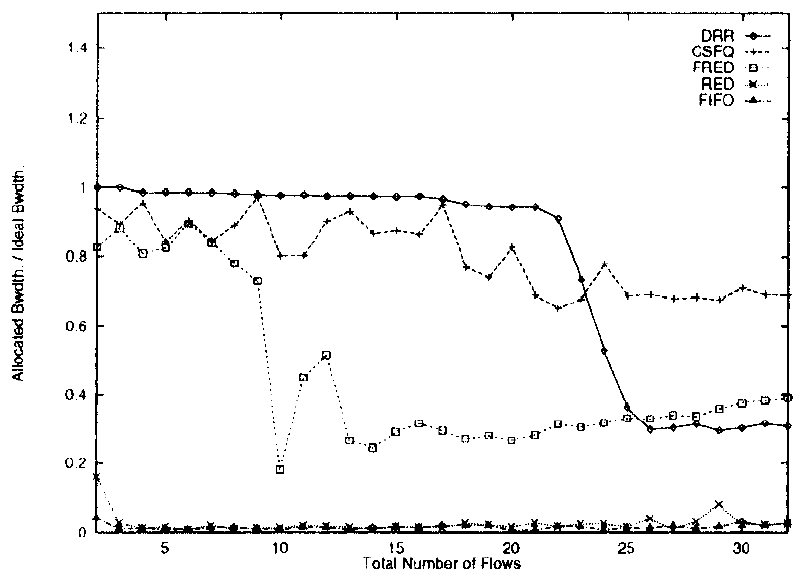 1.4
1.2
1
0.8
0.6
0.4
0.2
0
Allocated Bwdth. / Ideal Bwdth.
DRR
CSFQ
FRED
RED
FIFO
5 10 15 20 25 30
Total Number of Flows